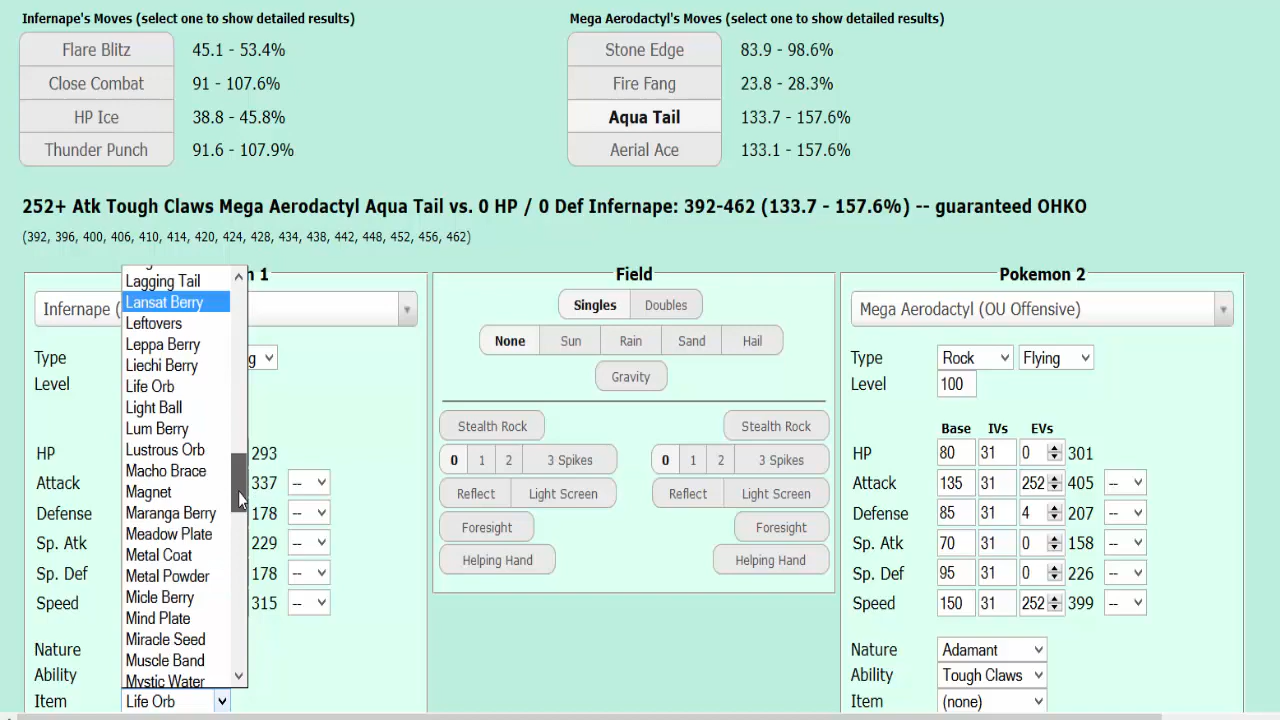 Infernape's Moves (select one to show detailed results)
Flare Blitz 45.1 - 53.4%
Close Combat 91 - 107.6%
HP Ice 38.8 - 45.8%
Thunder Punch 91.6 - 107.9%
Mega Aerodactyl's Moves (select one to show detailed results)
Stone Edge 83.9 - 98.6%
Fire Fang 23.8 - 28.3%
Aqua Tail 133.7 - 157.6%
Aerial Ace 133.1 - 157.6%
252+ Atk Tough Claws Mega Aerodactyl Aqua Tail vs. 0 HP / 0 Def Infernape: 392-462 (133.7 - 157.6%) -- guaranteed OHKO
(392, 396, 400, 406, 410, 414, 420, 424, 428, 434, 438, 442, 448, 452, 456, 462)
1
Infernape (
Type
Level
HP 293
Attack 337 --
Defense 178 --
Sp. Atk 229 --
Sp. Def 178 --
Speed 315 --
Nature
Ability
Item Life Orb
Lagging Tail
Lansat Berry
Leftovers
Leppa Berry
Liechi Berry
Life Orb
Light Ball
Lum Berry
Lustrous Orb
Macho Brace
Magnet
Maranga Berry
Meadow Plate
Metal Coat
Metal Powder
Micle Berry
Mind Plate
Miracle Seed
Muscle Band
Mystic Water
Field
Singles Doubles
None Sun Rain Sand Hail
Gravity
Stealth Rock Stealth Rock
0 1 2 3 Spikes 0 1 2 3 Spikes
Reflect Light Screen Reflect Light Screen
Foresight Foresight
Helping Hand Helping Hand
Pokemon 2
Mega Aerodactyl (OU Offensive)
Type Rock Flying
Level 100
Base IVs EVs
HP 80 31 0 301
Attack 135 31 252 405 --
Defense 85 31 4 207 --
Sp. Atk 70 31 0 158 --
Sp. Def 95 31 0 226 --
Speed 150 31 252 399 --
Nature Adamant
Ability Tough Claws
Item (none)